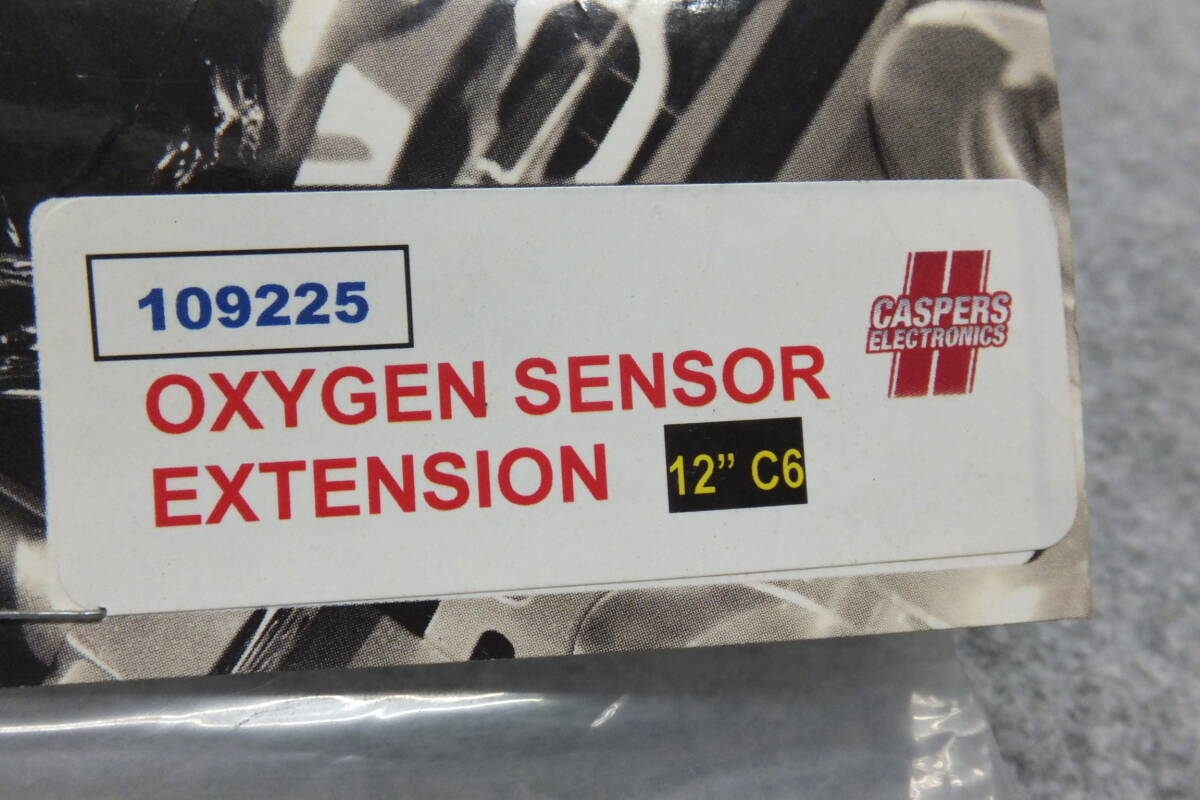 109225
CASPERS
ELECTRONICS
OXYGEN SENSOR
EXTENSION 12” C6